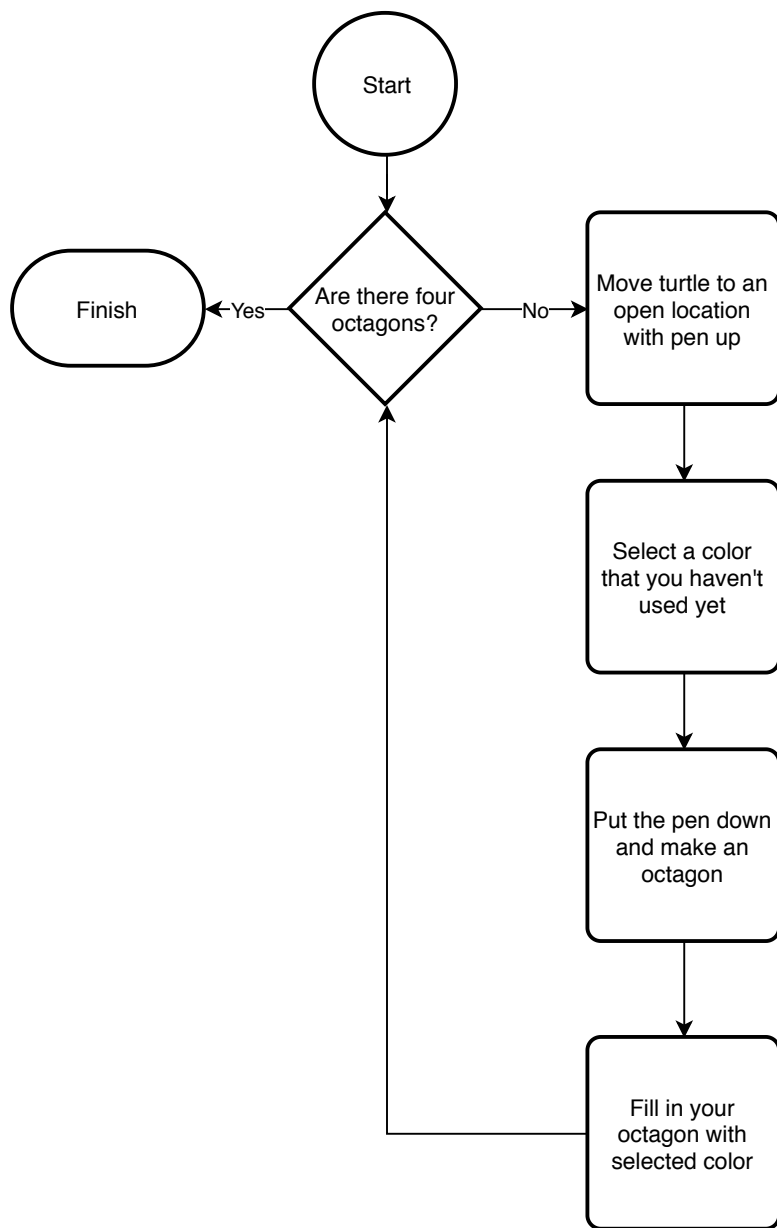 Start
Are there four
octagons?
Yes
Finish
No
Move turtle to an
open location
with pen up
Select a color
that you haven't
used yet
Put the pen down
and make an
octagon
Fill in your
octagon with
selected color